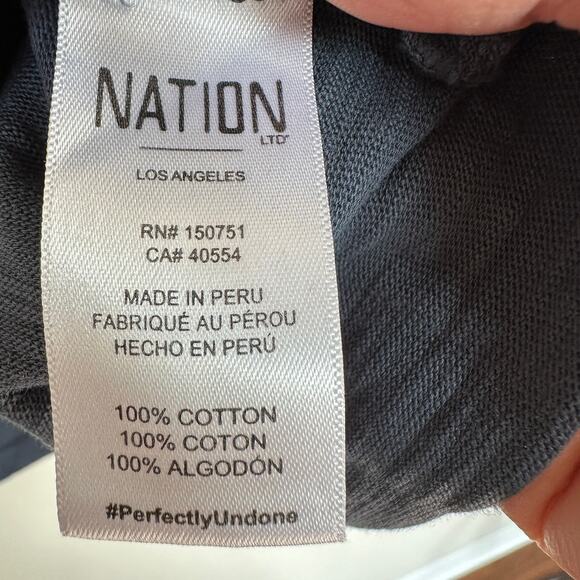 NATION
LTD
LOS ANGELES
RN# 150751
CA# 40554
MADE IN PERU
FABRIQUÉ AU PÉROU
HECHO EN PERÚ
100% COTTON
100% COTON
100% ALGODÓN
#PerfectlyUndone